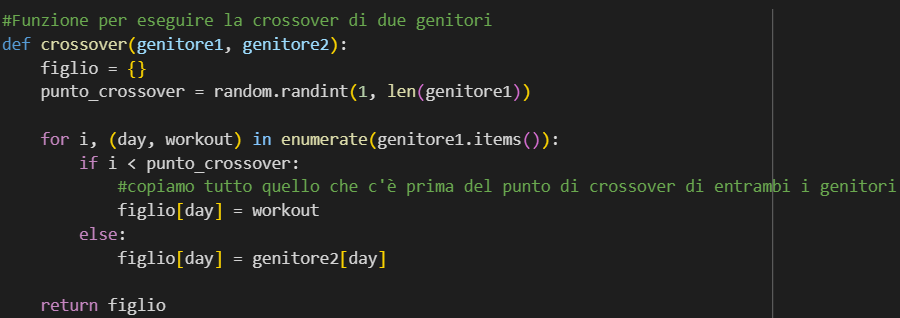 #Funzione per eseguire la crossover di due genitori
def crossover(genitore1, genitore2):
    figlio = {}
    punto_crossover = random.randint(1, len(genitore1))

    for i, (day, workout) in enumerate(genitore1.items()):
        if i < punto_crossover:
            #copiamo tutto quello che c'è prima del punto di crossover di entrambi i genitori
            figlio[day] = workout
        else:
            figlio[day] = genitore2[day]

    return figlio